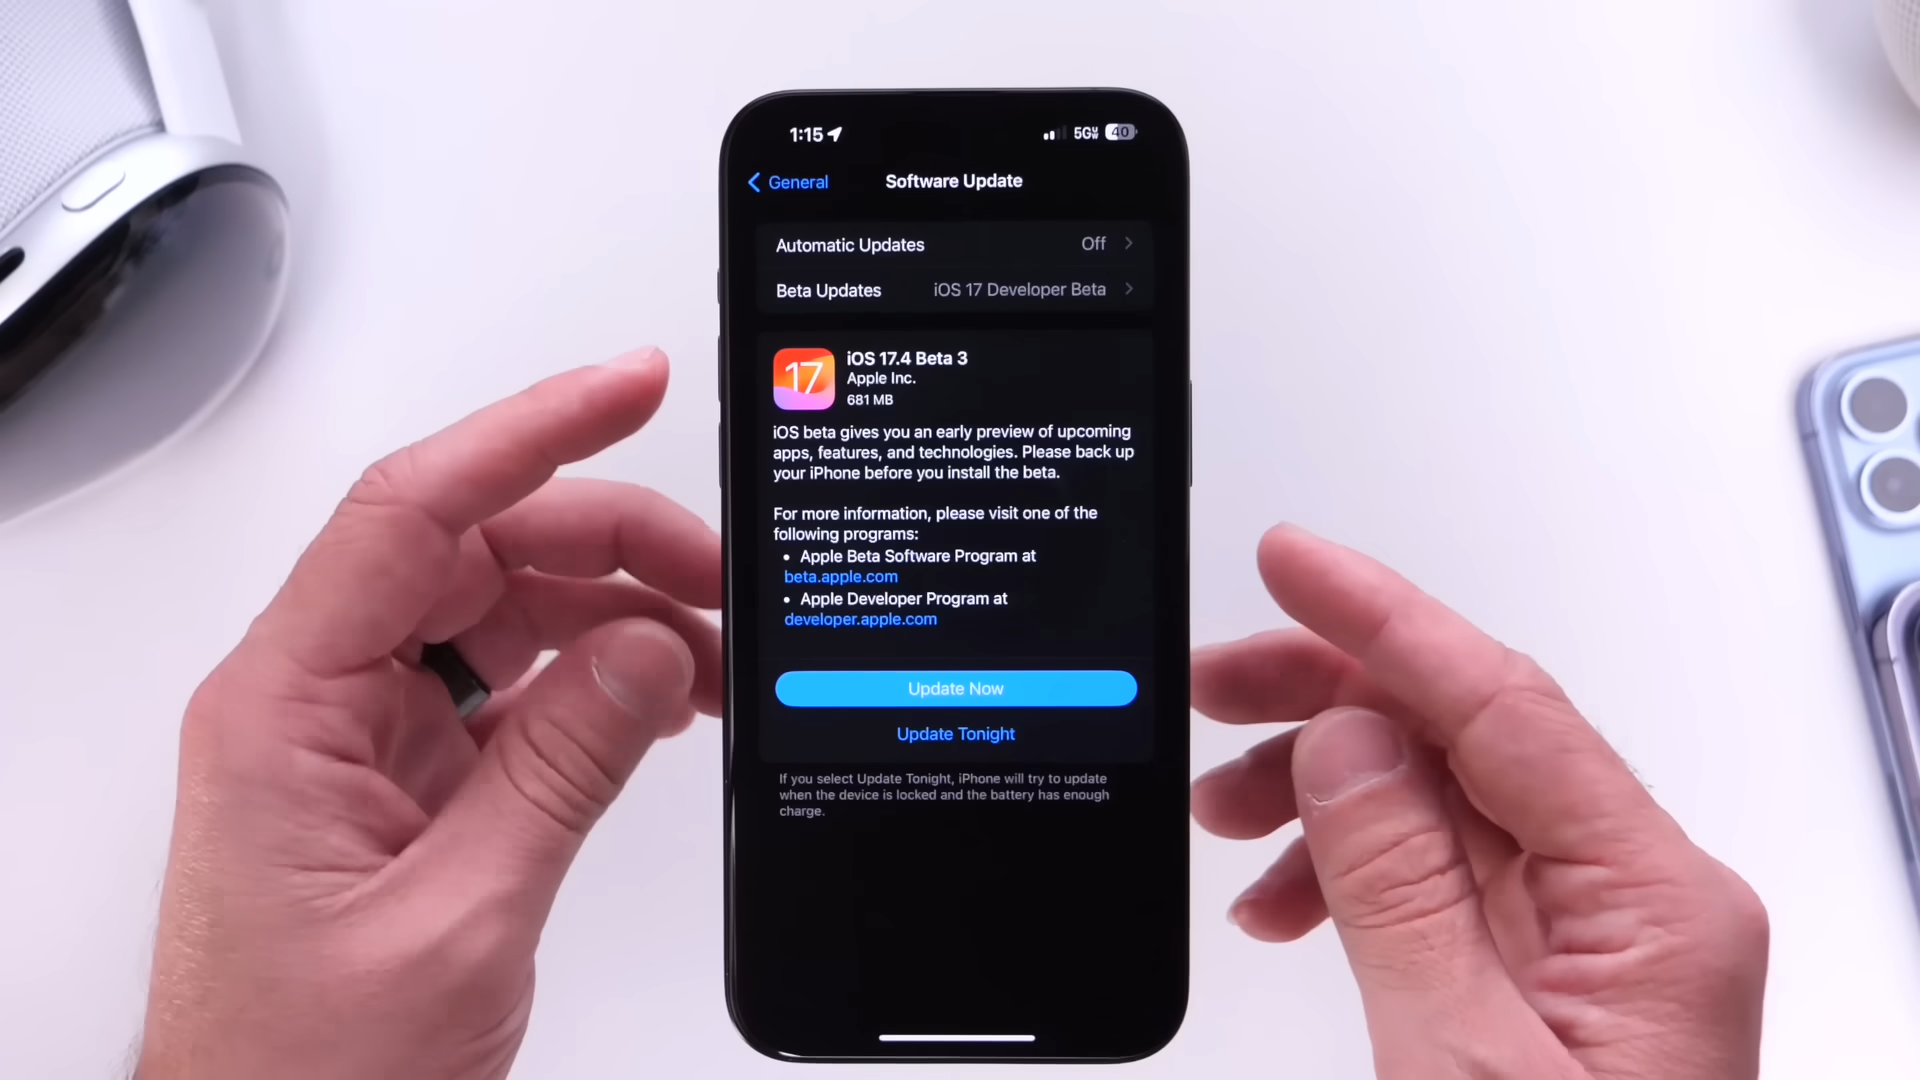 1:15 5G UW 40
General Software Update
Automatic Updates Off
Beta Updates iOS 17 Developer Beta
17
iOS 17.4 Beta 3
Apple Inc.
681 MB
iOS beta gives you an early preview of upcoming
apps, features, and technologies. Please back up
your iPhone before you install the beta.
For more information, please visit one of the
following programs:
• Apple Beta Software Program at
beta.apple.com
• Apple Developer Program at
developer.apple.com
Update Now
Update Tonight
If you select Update Tonight, iPhone will try to update
when the device is locked and the battery has enough
charge.